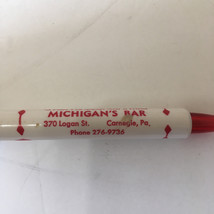 MICHIGAN'S BAR
370 Logan St. Carnegie, Pa.
Phone 276-9736